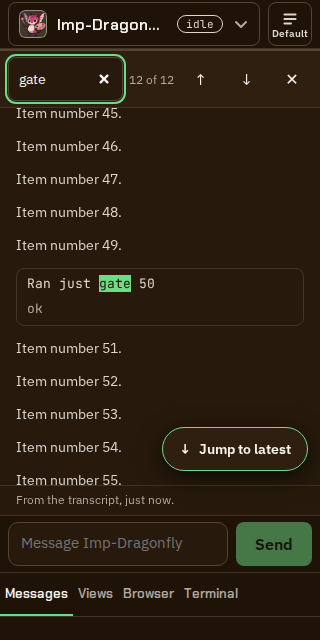 Imp-Dragon...
idle
Default
gate
12 of 12
Item number 45.
Item number 46.
Item number 47.
Item number 48.
Item number 49.
Ran just gate 50
ok
Item number 51.
Item number 52.
Item number 53.
Item number 54.
↓ Jump to latest
Item number 55.
From the transcript, just now.
Message Imp-Dragonfly
Send
Messages Views Browser Terminal